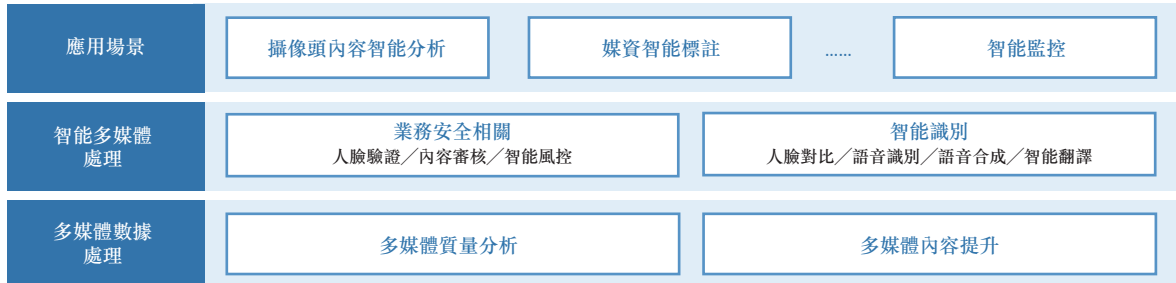 應用場景
攝像頭內容智能分析
媒資智能標註
......
智能監控
智能多媒體
處理
業務安全相關
人臉驗證／內容審核／智能風控
智能識別
人臉對比／語音識別／語音合成／智能翻譯
多媒體數據
處理
多媒體質量分析
多媒體內容提升